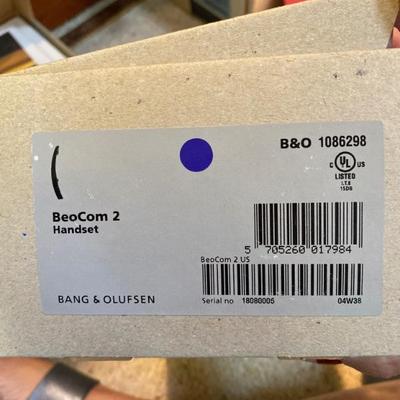 B&O 1086298
C UL US
LISTED
I.T.E
15DB
BeoCom 2
Handset
5 705260 017984
BeoCom 2 US
BANG & OLUFSEN
Serial no 18080005 04W38